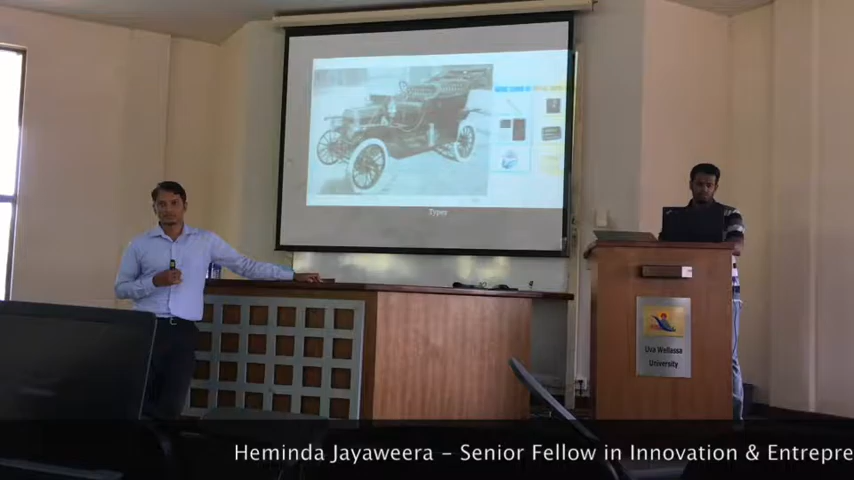 Types
Uva Wellassa
University
Heminda Jayaweera - Senior Fellow in Innovation & Entrepre